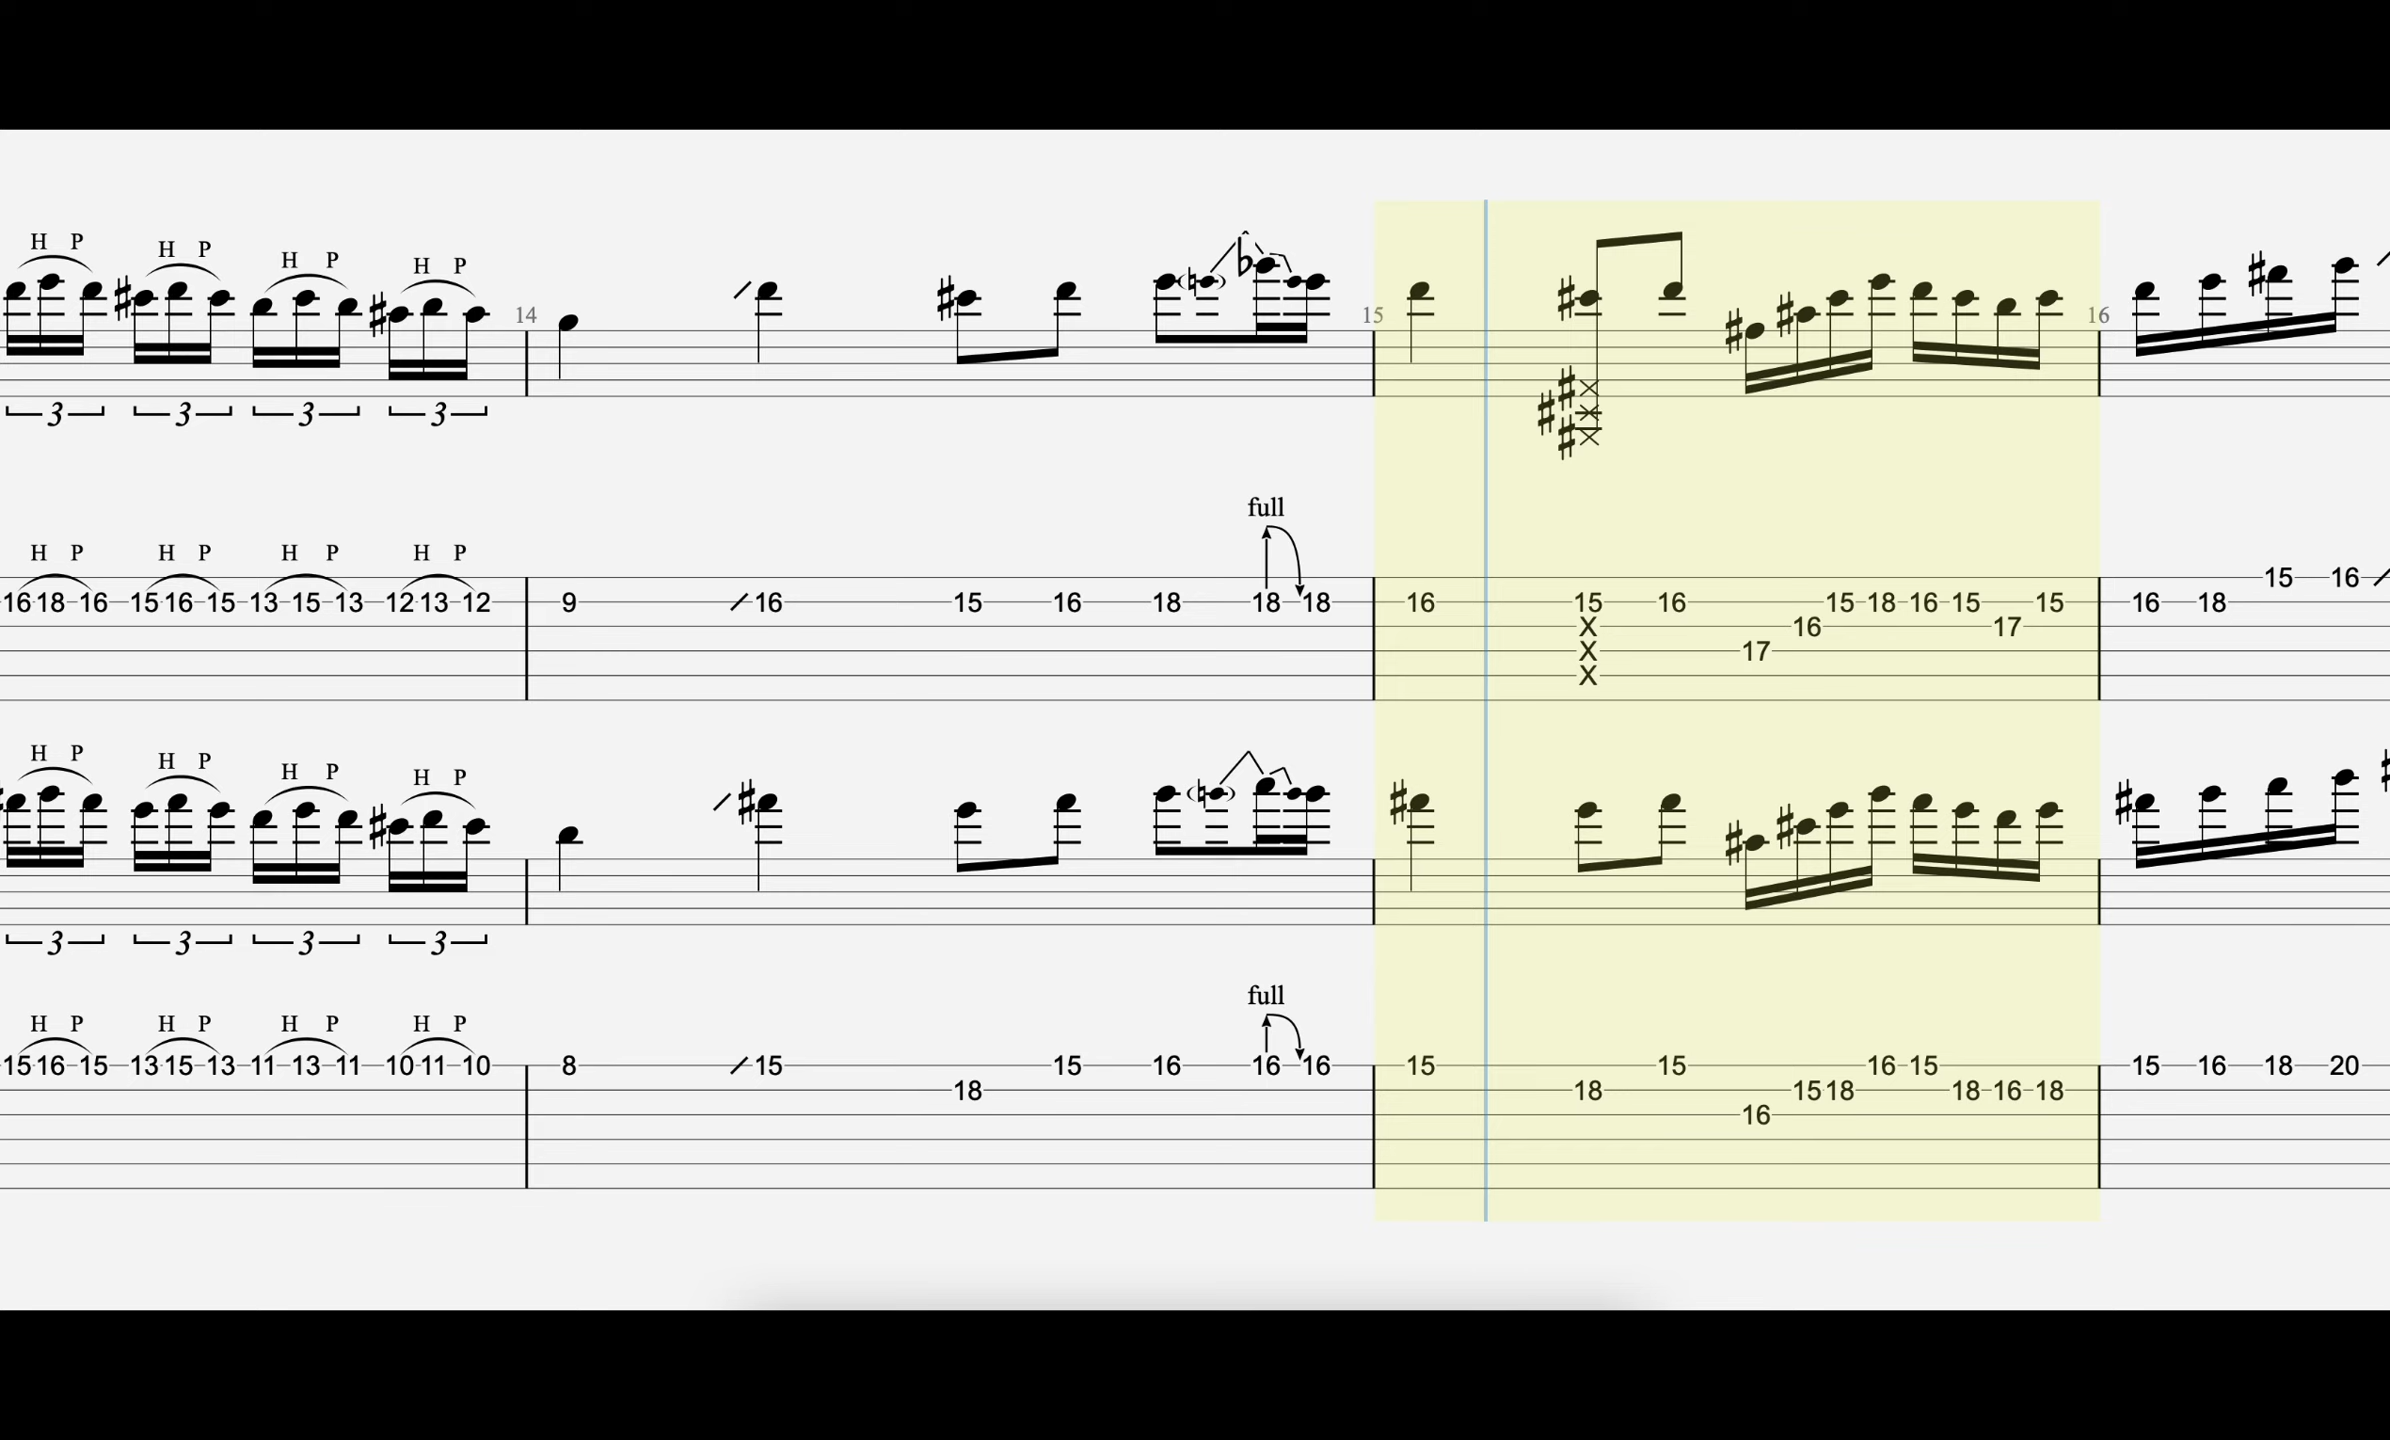 H P H P H P H P
14 15 16
3 3 3 3
full
H P H P H P H P
15 16
16 18 16 15 16 15 13 15 13 12 13 12 9 16 15 16 18 18 18 16 15 16 15 18 16 15 15 16 18
X 16 17
X 17
X
H P H P H P H P
3 3 3 3
full
H P H P H P H P
15 16 15 13 15 13 11 13 11 10 11 10 8 15 15 16 16 16 15 15 16 15 15 16 18 20
18 18 15 18 18 16 18
16